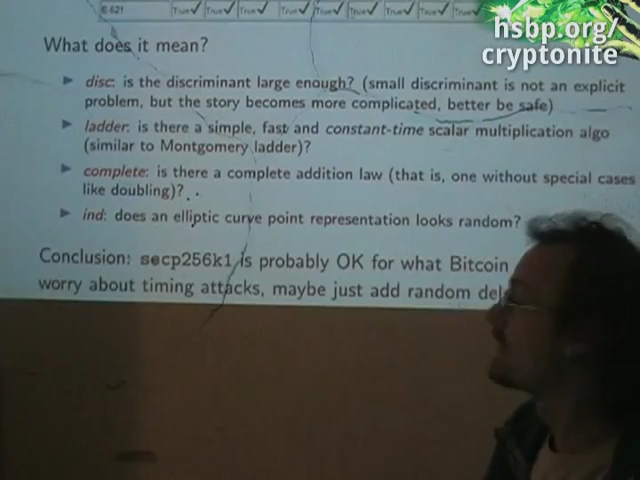 E-521 True✓ True✓ True✓ True✓ True✓ True✓ True✓ True✓
hsbp.org/
cryptonite
What does it mean?
disc: is the discriminant large enough? (small discriminant is not an explicit
problem, but the story becomes more complicated, better be safe)
ladder: is there a simple, fast and constant-time scalar multiplication algo
(similar to Montgomery ladder)?
complete: is there a complete addition law (that is, one without special cases
like doubling)?
ind: does an elliptic curve point representation looks random?
Conclusion: secp256k1 is probably OK for what Bitcoin
worry about timing attacks, maybe just add random del